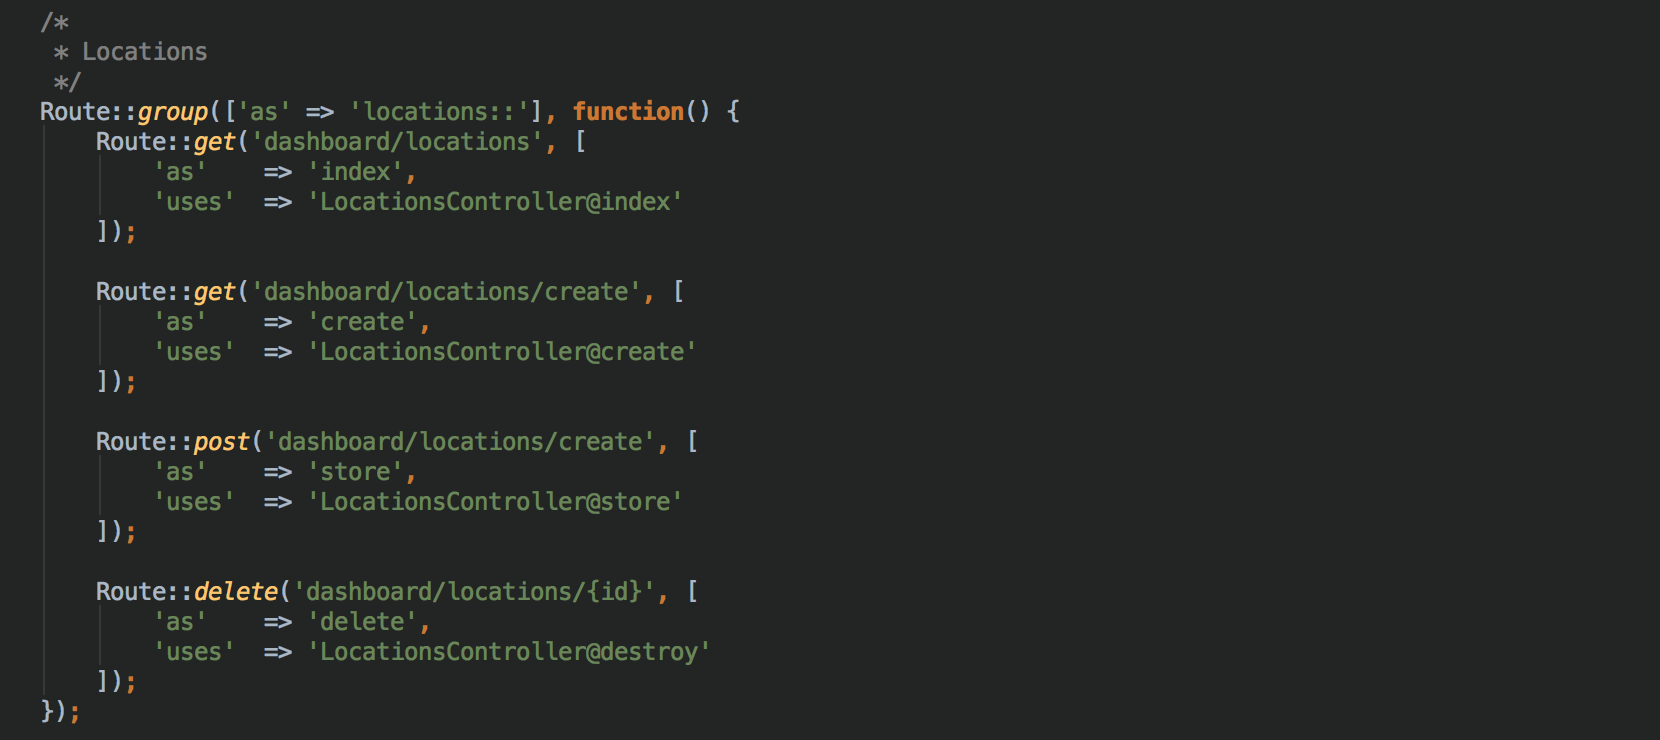 /*
 * Locations
 */
Route::group(['as' => 'locations::'], function() {
    Route::get('dashboard/locations', [
        'as'    => 'index',
        'uses'  => 'LocationsController@index'
    ]);

    Route::get('dashboard/locations/create', [
        'as'    => 'create',
        'uses'  => 'LocationsController@create'
    ]);

    Route::post('dashboard/locations/create', [
        'as'    => 'store',
        'uses'  => 'LocationsController@store'
    ]);

    Route::delete('dashboard/locations/{id}', [
        'as'    => 'delete',
        'uses'  => 'LocationsController@destroy'
    ]);
});